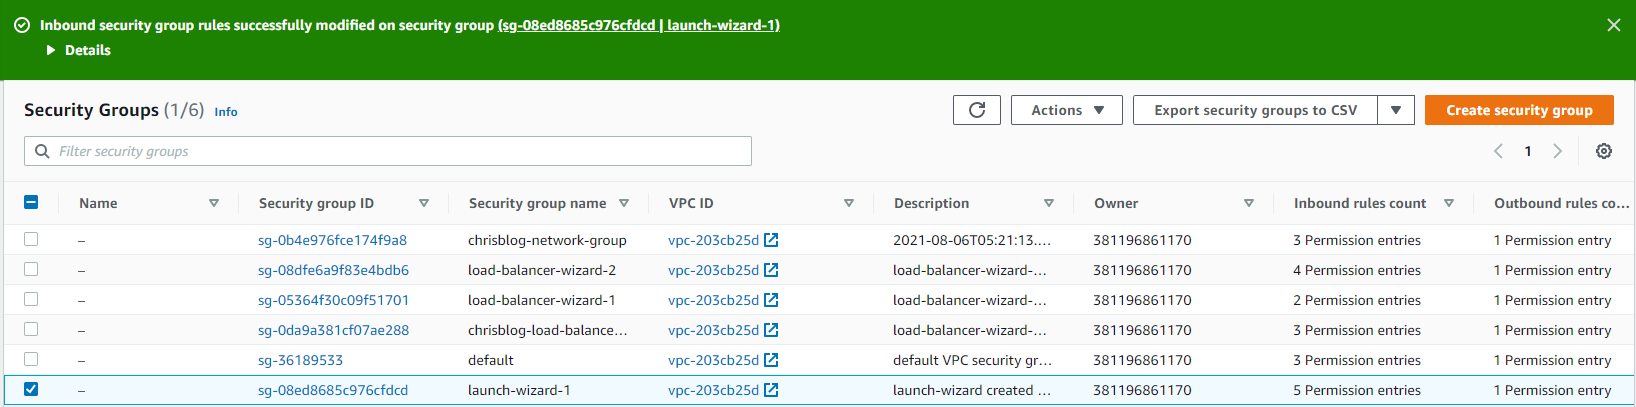 Inbound security group rules successfully modified on security group (sg-08ed8685c976cfdcd | launch-wizard-1)
Details
Security Groups (1/6) Info Actions Export security groups to CSV Create security group
Filter security groups 1
Name Security group ID Security group name VPC ID Description Owner Inbound rules count Outbound rules co...
– sg-0b4e976fce174f9a8 chrisblog-network-group vpc-203cb25d 2021-08-06T05:21:13.... 381196861170 3 Permission entries 1 Permission entry
– sg-08dfe6a9f83e4bdb6 load-balancer-wizard-2 vpc-203cb25d load-balancer-wizard-... 381196861170 4 Permission entries 1 Permission entry
– sg-05364f30c09f51701 load-balancer-wizard-1 vpc-203cb25d load-balancer-wizard-... 381196861170 2 Permission entries 1 Permission entry
– sg-0da9a381cf07ae288 chrisblog-load-balance... vpc-203cb25d load-balancer-wizard-... 381196861170 3 Permission entries 1 Permission entry
– sg-36189533 default vpc-203cb25d default VPC security gr... 381196861170 3 Permission entries 1 Permission entry
– sg-08ed8685c976cfdcd launch-wizard-1 vpc-203cb25d launch-wizard created ... 381196861170 5 Permission entries 1 Permission entry